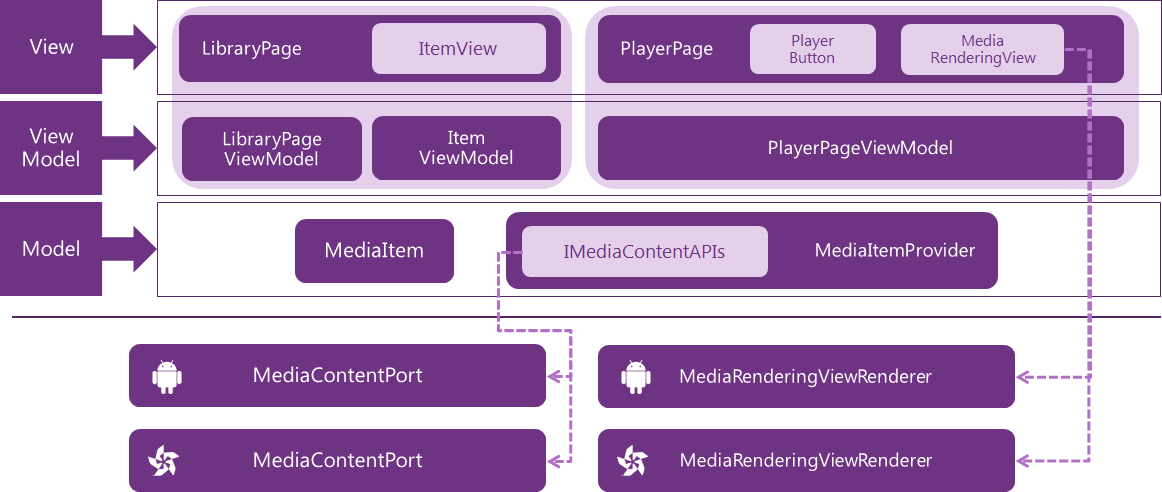 View
LibraryPage
ItemView
PlayerPage
Player
Button
Media
RenderingView
View
Model
LibraryPage
ViewModel
Item
ViewModel
PlayerPageViewModel
Model
MediaItem
IMediaContentAPIs
MediaItemProvider
MediaContentPort
MediaRenderingViewRenderer
MediaContentPort
MediaRenderingViewRenderer